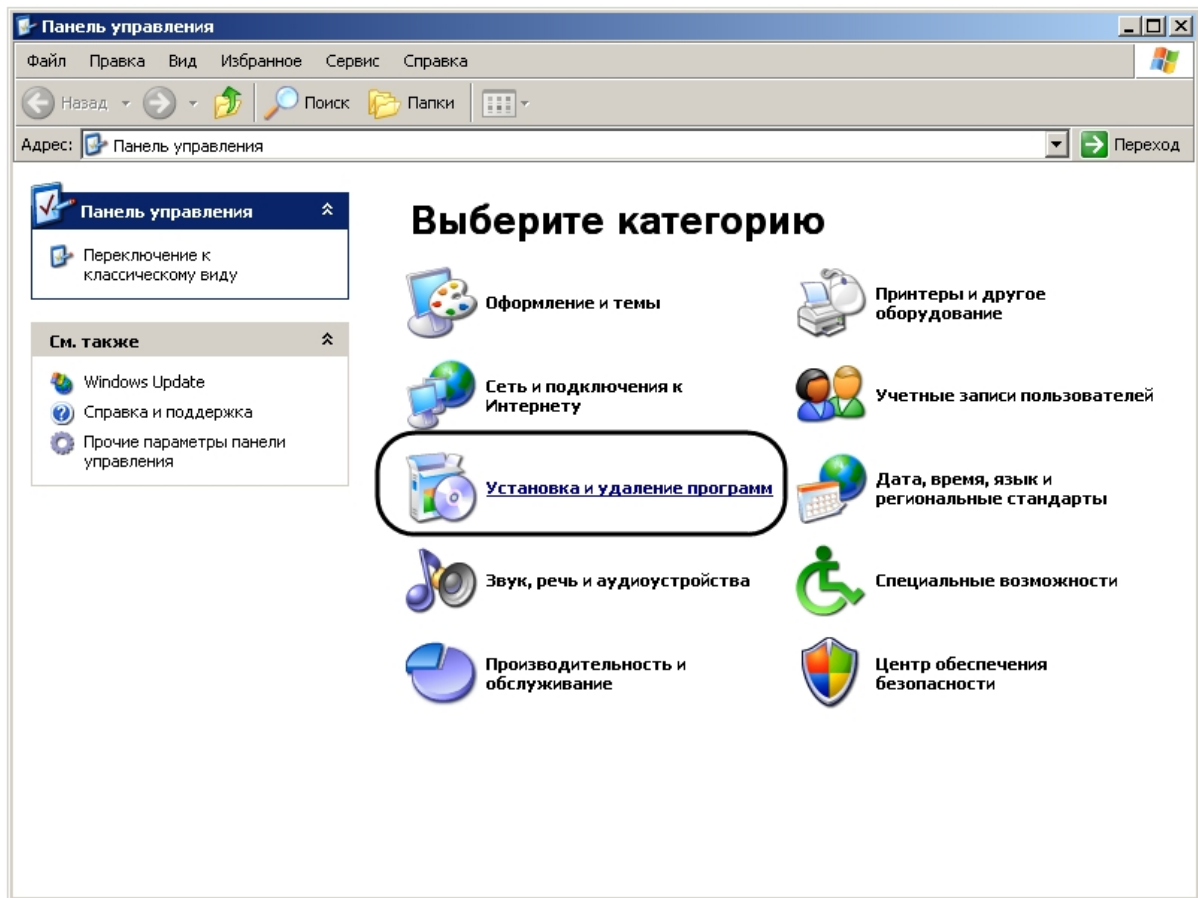 Панель управления
Файл Правка Вид Избранное Сервис Справка
Назад Поиск Папки
Адрес: Панель управления Переход
Панель управления
Переключение к
классическому виду
См. также
Windows Update
Справка и поддержка
Прочие параметры панели
управления
Выберите категорию
Оформление и темы
Принтеры и другое
оборудование
Сеть и подключения к
Интернету
Учетные записи пользователей
Установка и удаление программ
Дата, время, язык и
региональные стандарты
Звук, речь и аудиоустройства
Специальные возможности
Производительность и
обслуживание
Центр обеспечения
безопасности